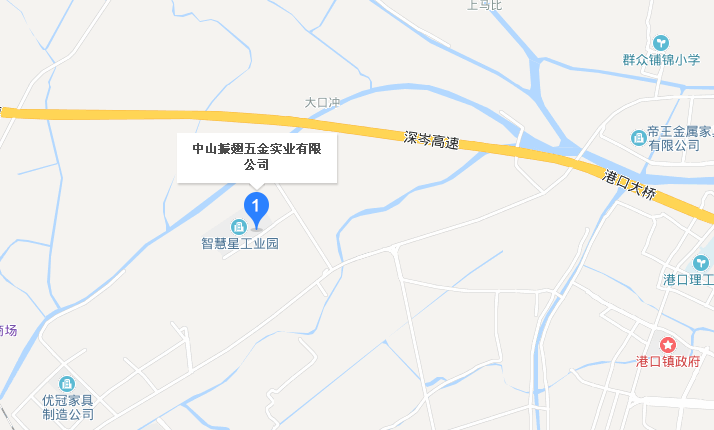 上马比
群众铺锦小学
大口冲
帝王金属家具
有限公司
深岑高速
中山振翅五金实业有限
公司
港口大桥
1
智慧星工业园
港口理工
商场
港口镇政府
优冠家具
制造公司